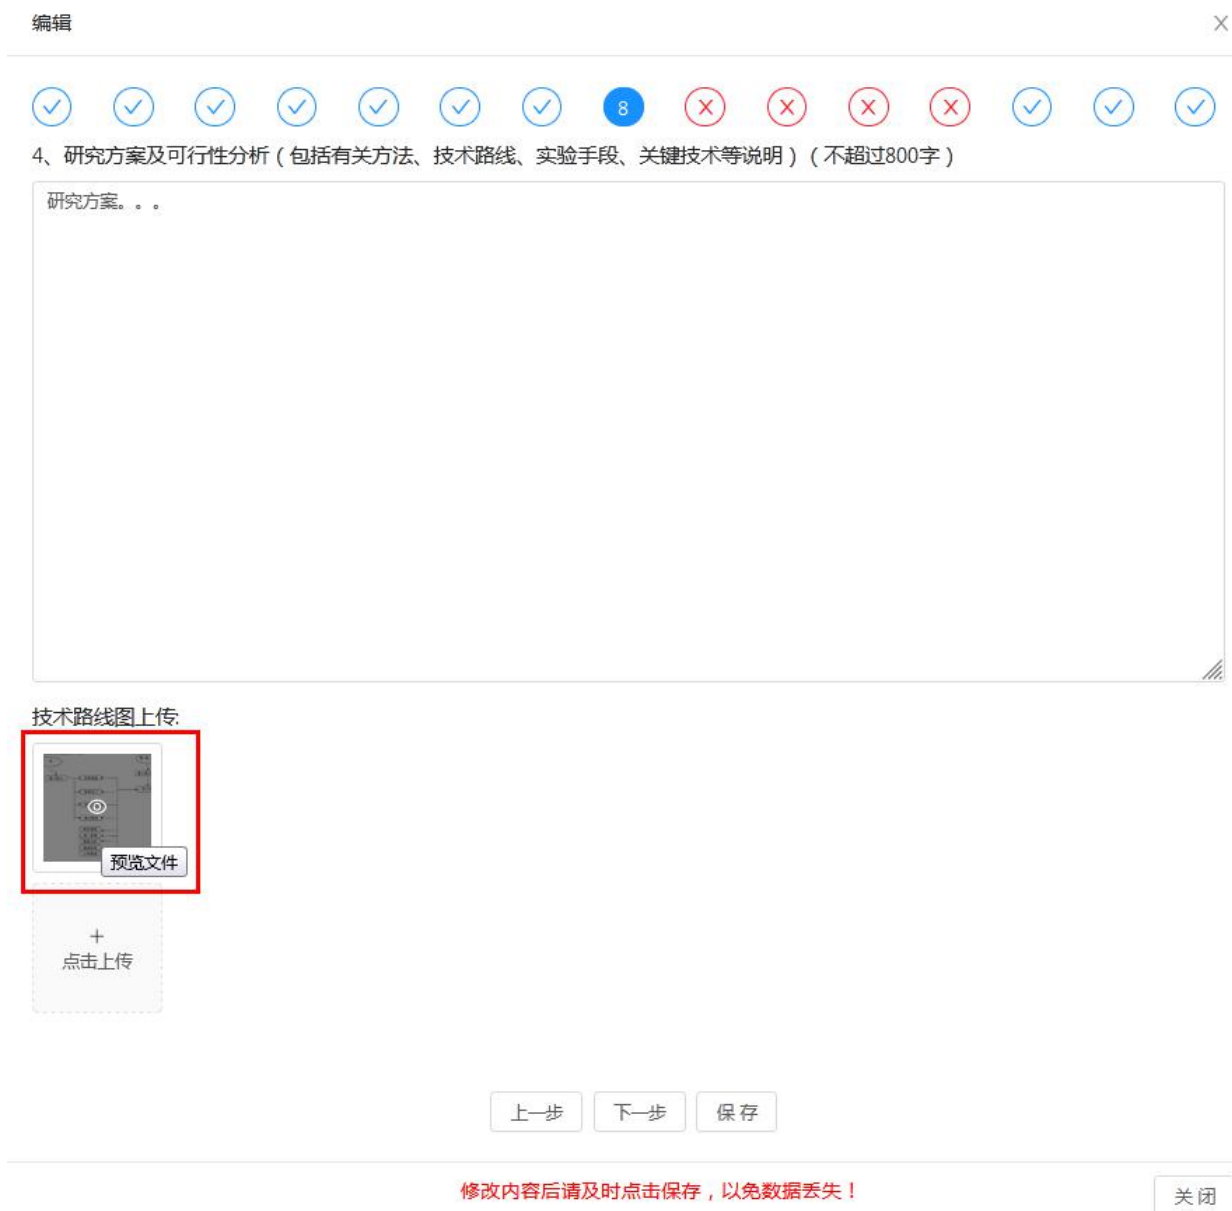 编辑
8
4、研究方案及可行性分析（包括有关方法、技术路线、实验手段、关键技术等说明）（不超过800字）
研究方案。。。
技术路线图上传:
预览文件
+
点击上传
上一步 下一步 保存
修改内容后请及时点击保存，以免数据丢失！
关闭